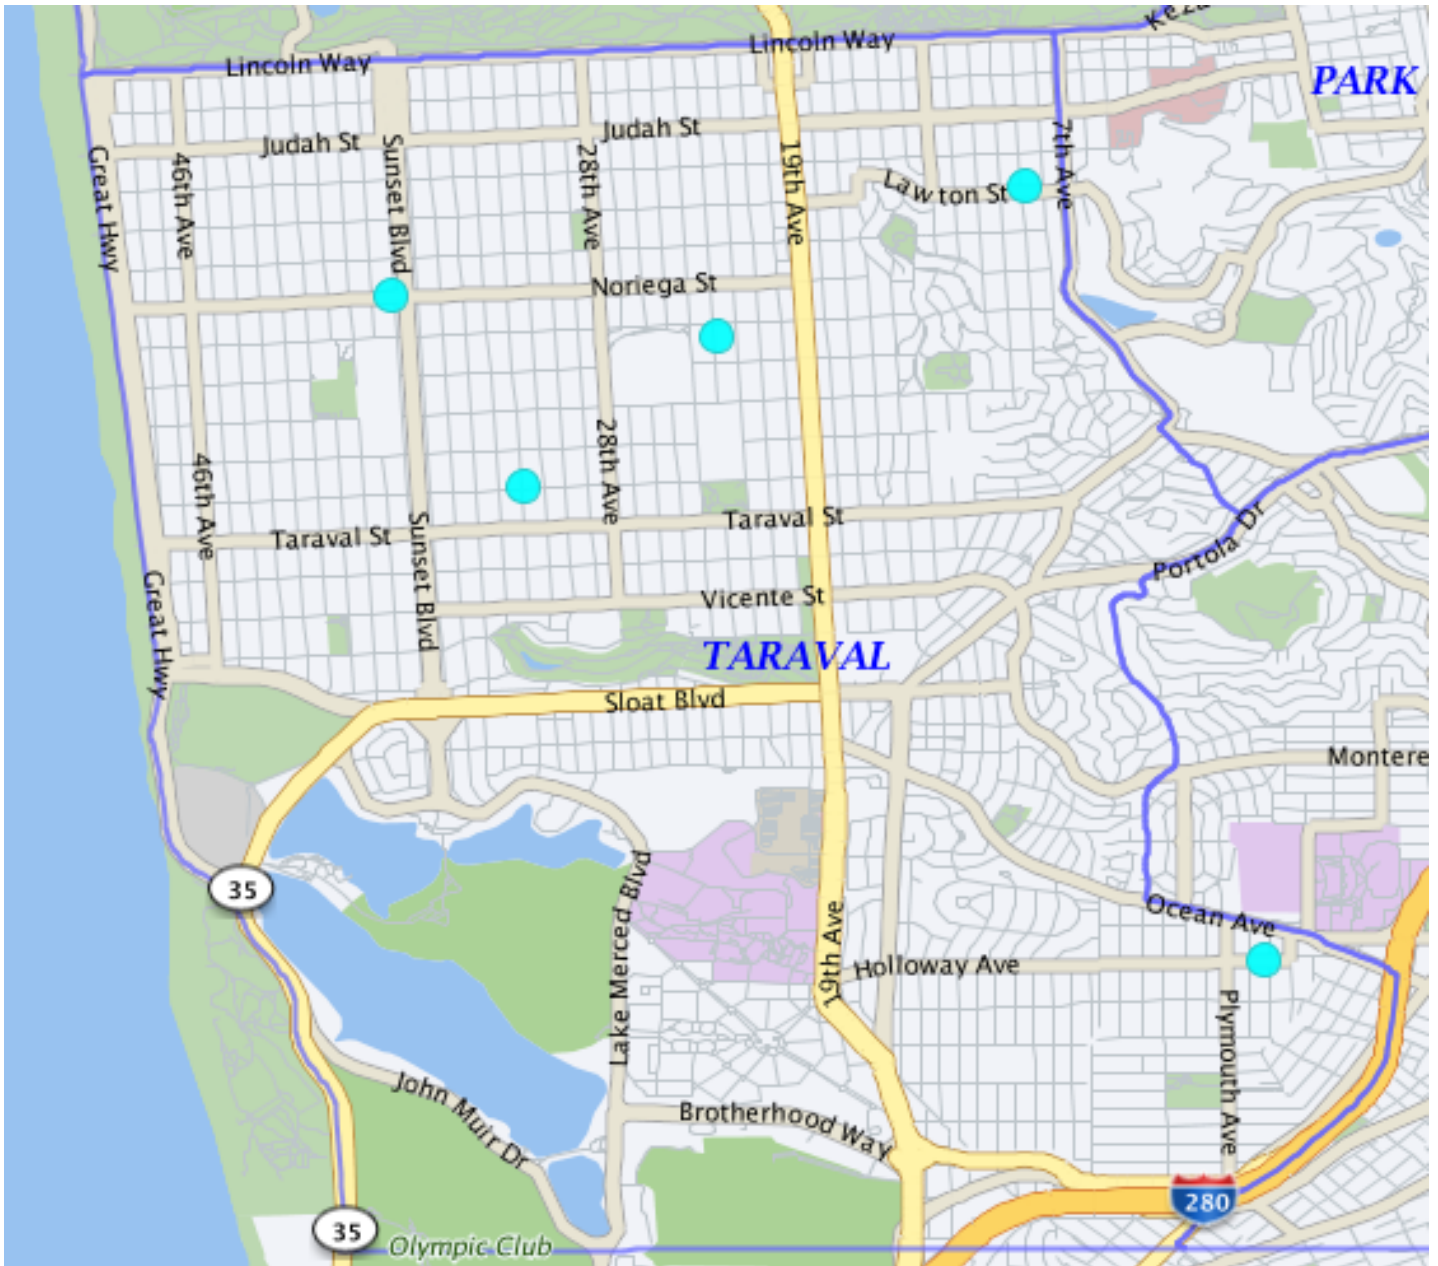 Keza
Lincoln Way
Lincoln Way
PARK
Judah St
Judah St
Great Hwy
46th Ave
Sunset Blvd
28th Ave
19th Ave
7th Ave
Lawton St
Noriega St
28th Ave
46th Ave
Taraval St
Taraval St
Sunset Blvd
Portola Dr
Great Hwy
Vicente St
TARAVAL
Sloat Blvd
Montere
35
Lake Merced Blvd
19th Ave
Ocean Ave
Holloway Ave
Plymouth Ave
John Muir Dr
Brotherhood Way
280
35
Olympic Club